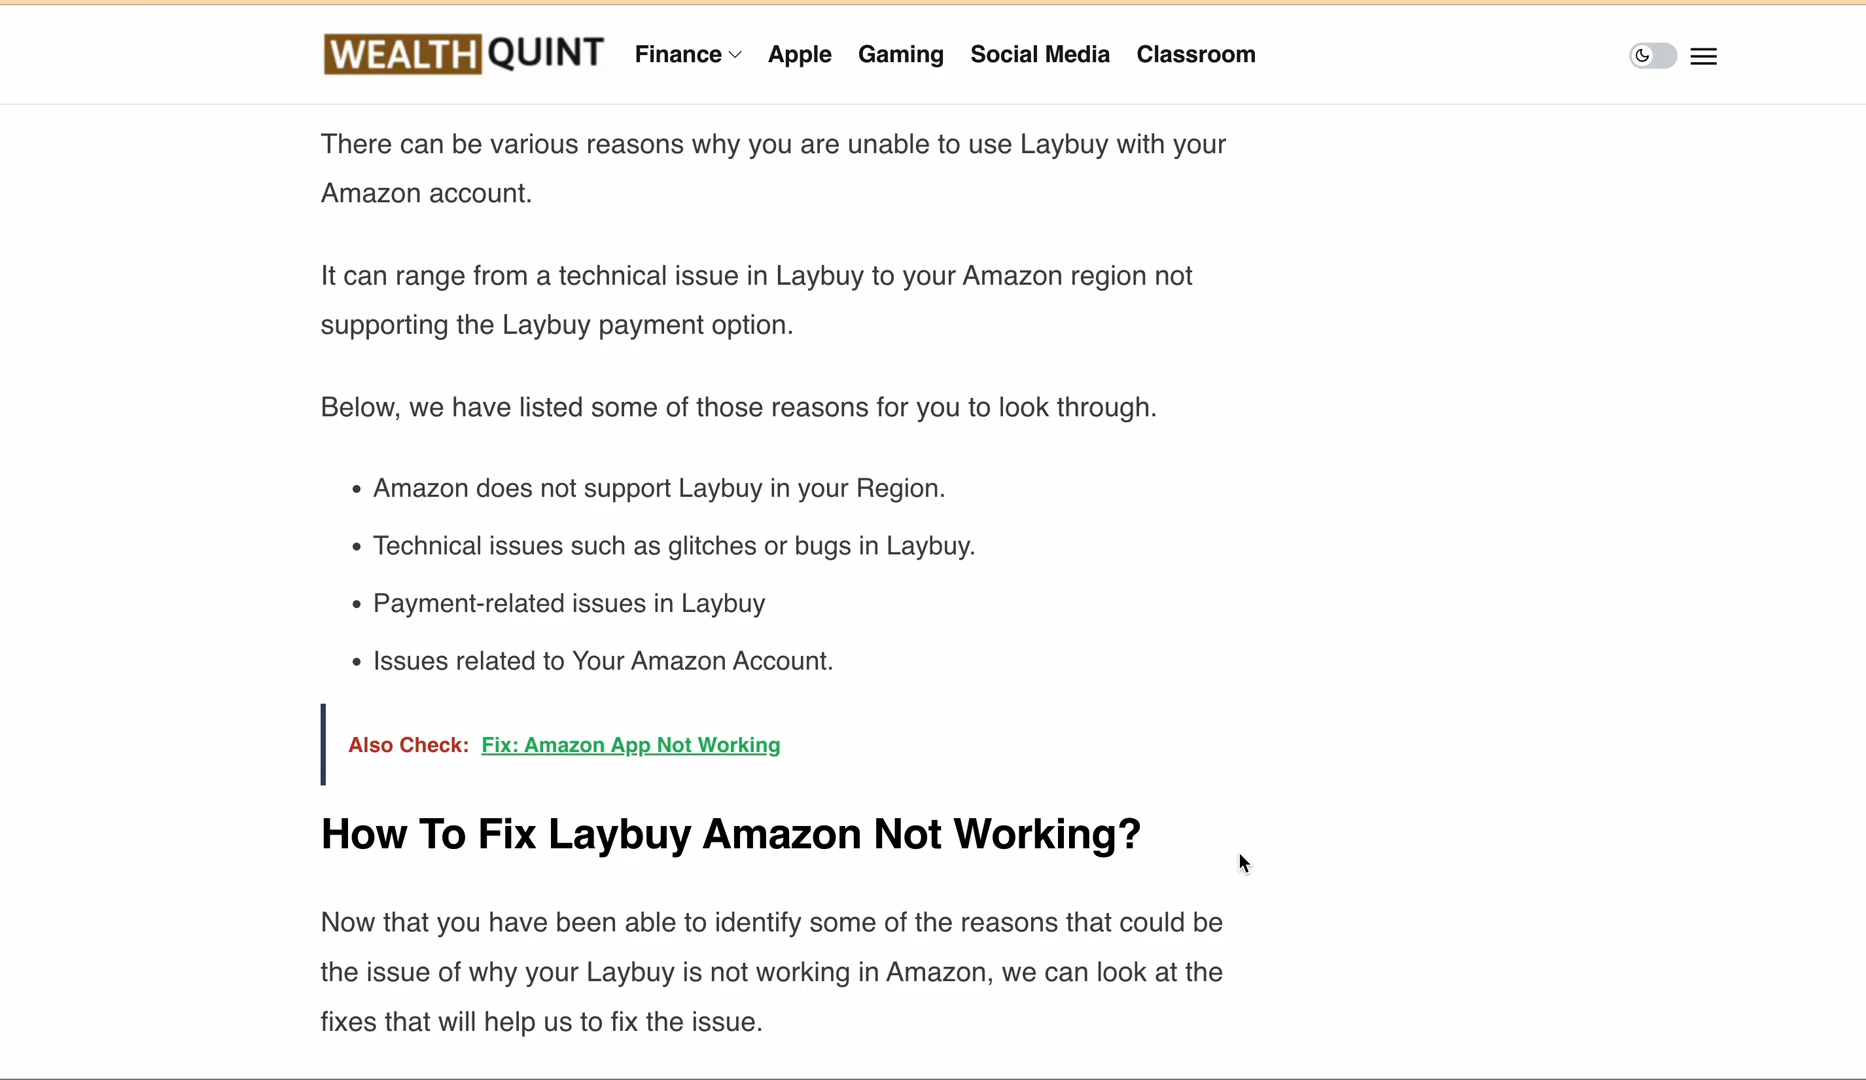 WEALTH QUINT Finance Apple Gaming Social Media Classroom
There can be various reasons why you are unable to use Laybuy with your
Amazon account.
It can range from a technical issue in Laybuy to your Amazon region not
supporting the Laybuy payment option.
Below, we have listed some of those reasons for you to look through.
• Amazon does not support Laybuy in your Region.
• Technical issues such as glitches or bugs in Laybuy.
• Payment-related issues in Laybuy
• Issues related to Your Amazon Account.
Also Check: Fix: Amazon App Not Working
How To Fix Laybuy Amazon Not Working?
Now that you have been able to identify some of the reasons that could be
the issue of why your Laybuy is not working in Amazon, we can look at the
fixes that will help us to fix the issue.